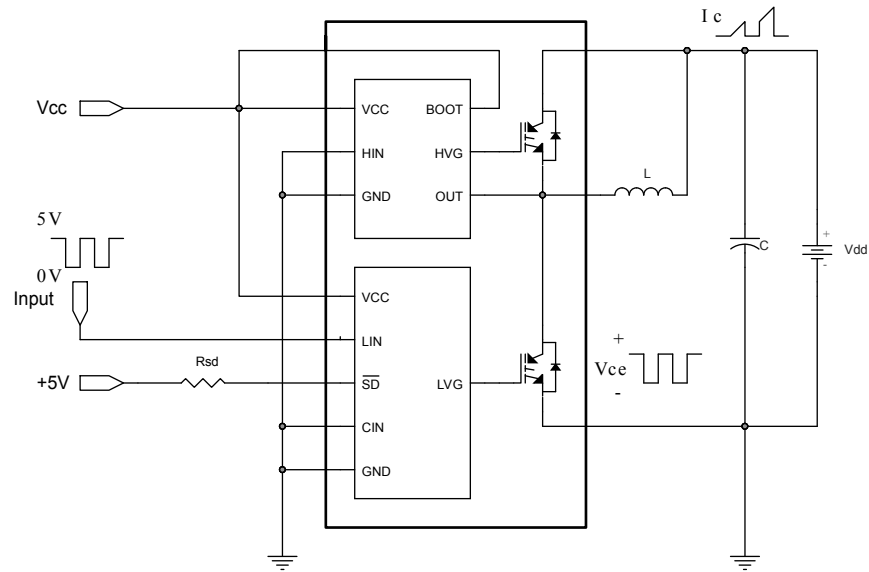 I c
Vcc
VCC BOOT
HIN HVG
GND OUT
L
5V
0V
Input
+
C
-
Vdd
VCC
LIN
+5V
Rsd
SD
LVG
CIN
GND
+
Vce
-